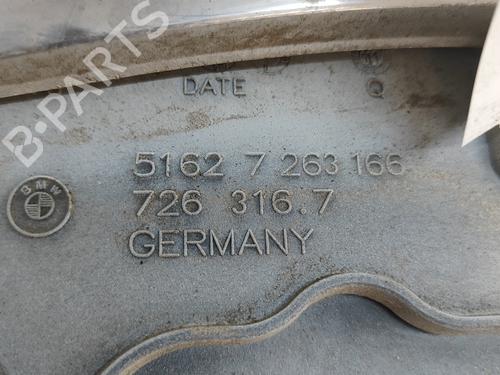 B-PARTS
DATE Q
5162 7 263 166
BMW
726 316.7
GERMANY